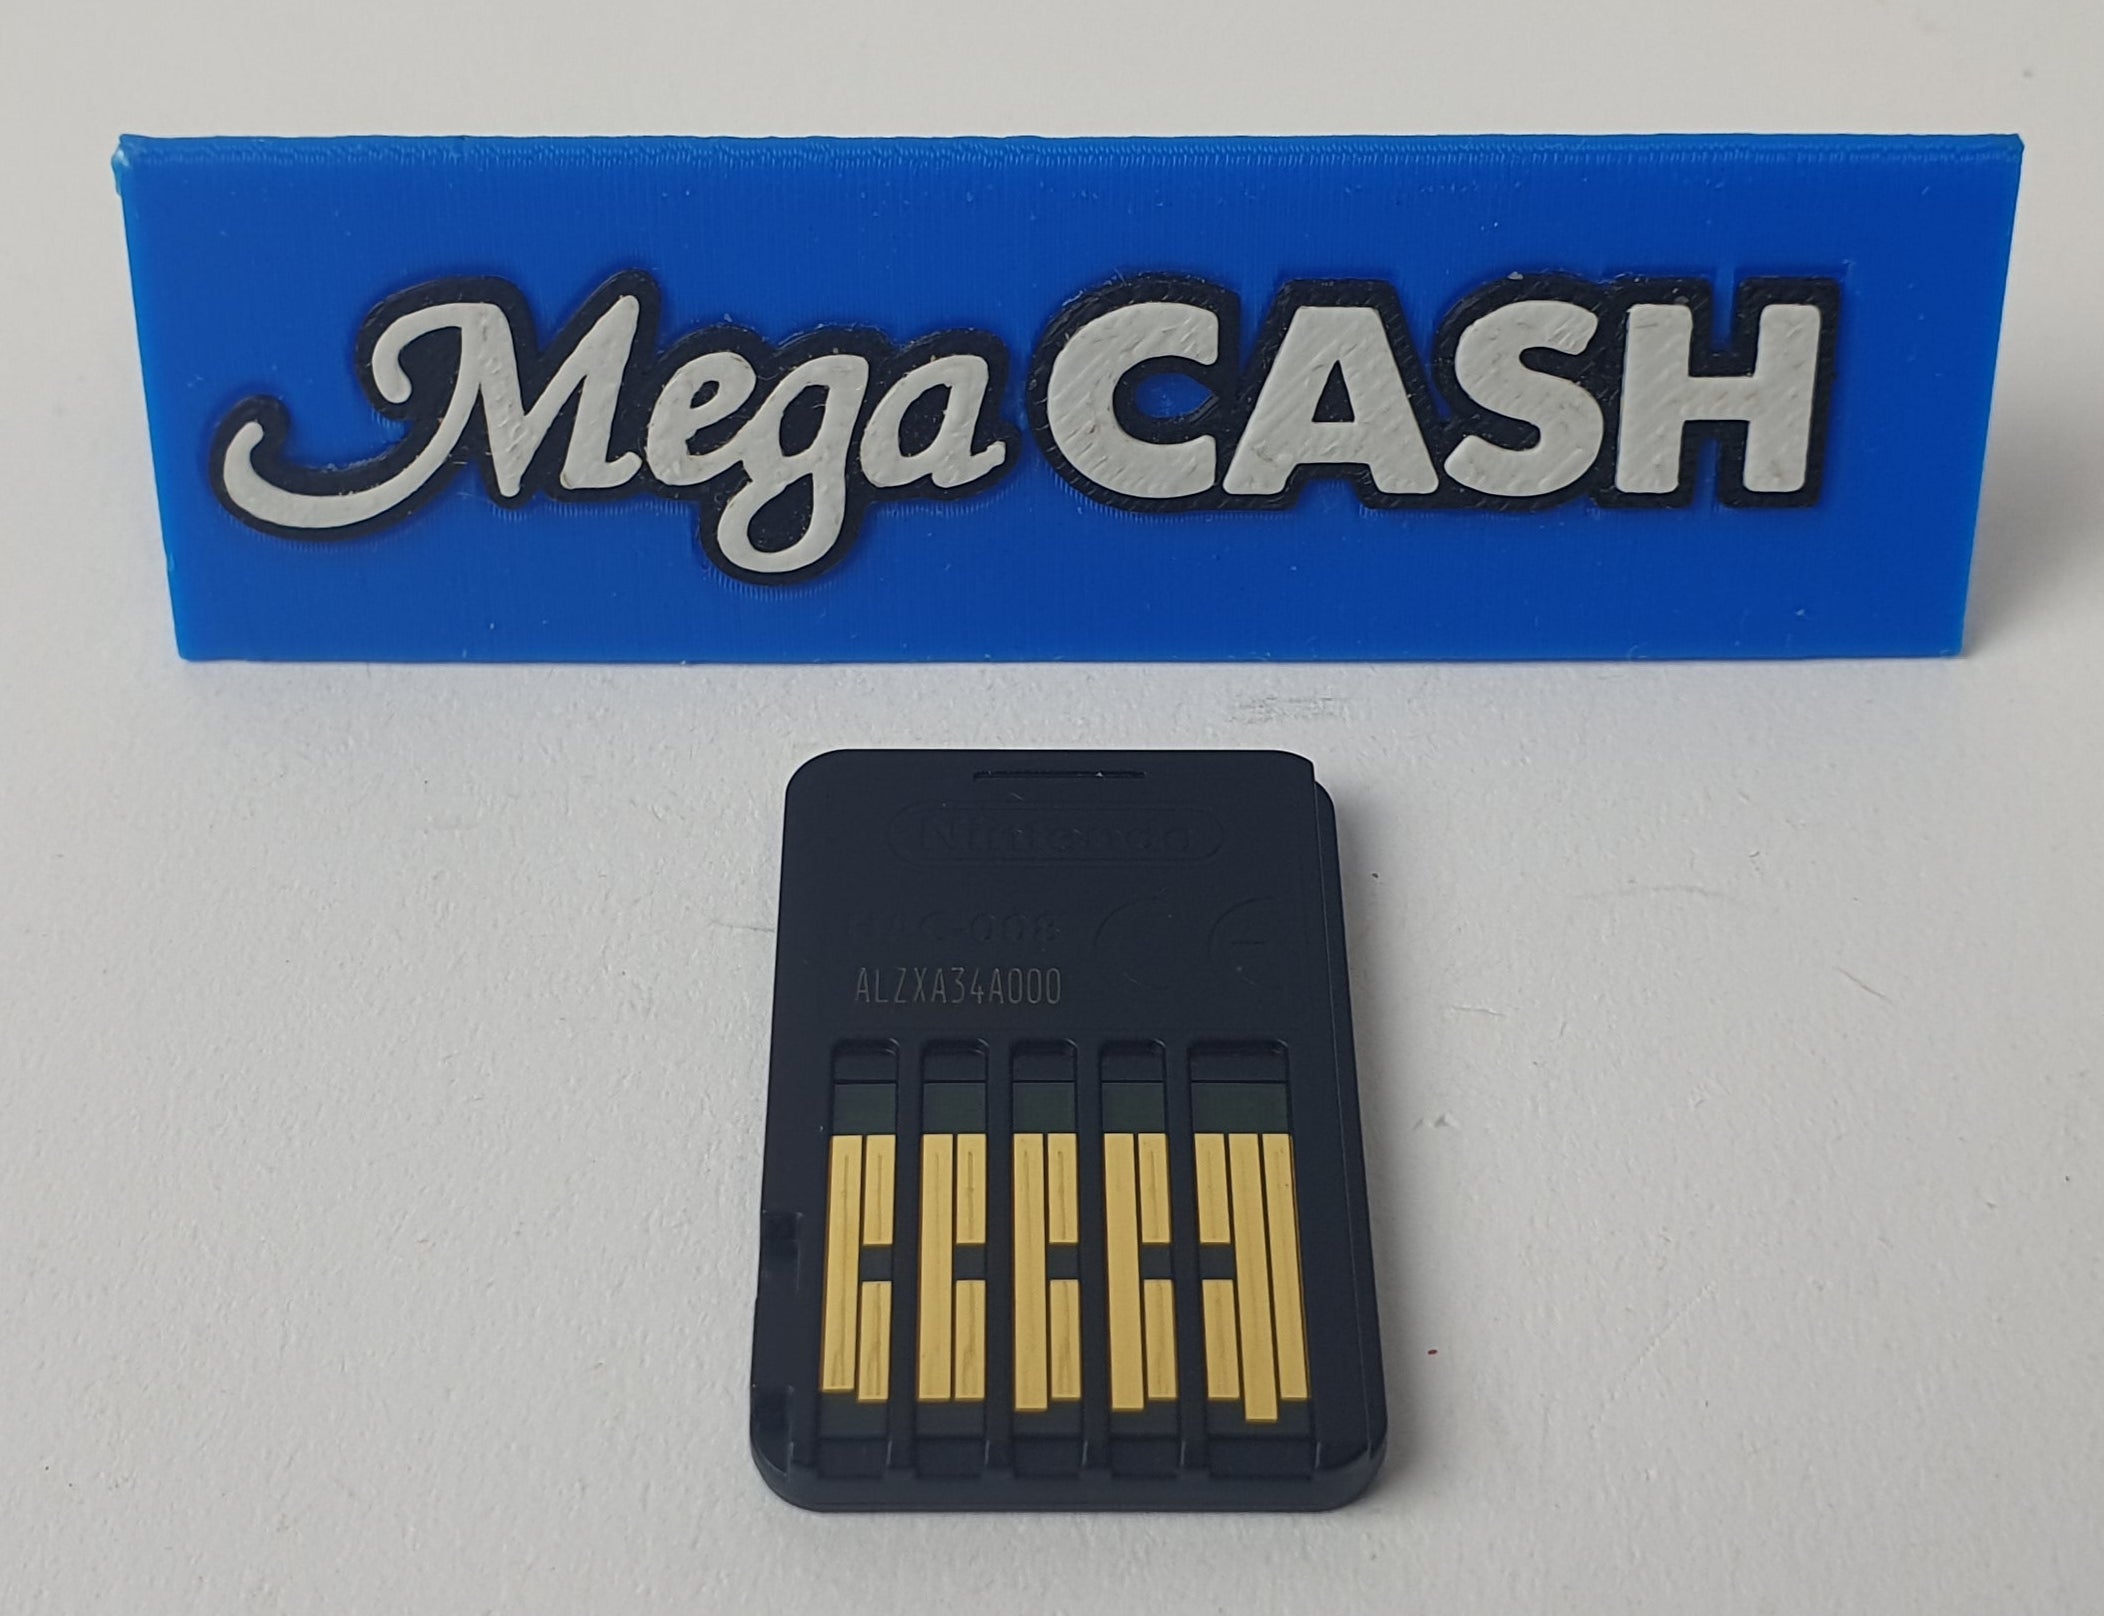 Mega CASH
Nintendo
HAC-008
ALZXA34A000